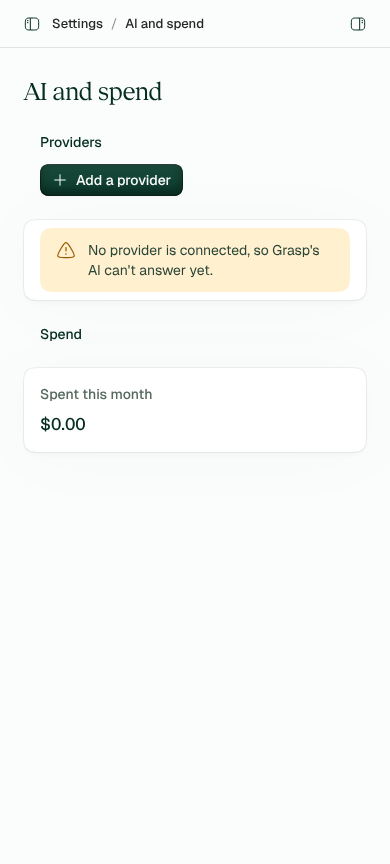 Settings / AI and spend
AI and spend
Providers
Add a provider
No provider is connected, so Grasp's
AI can't answer yet.
Spend
Spent this month
$0.00